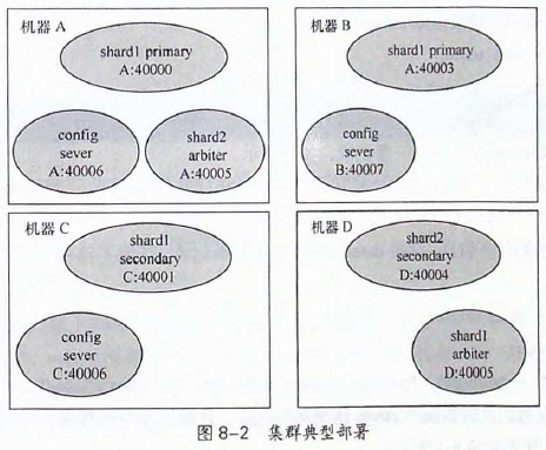 机器 A
shard1 primary
A:40000
config
sever
A:40006
shard2
arbiter
A:40005
机器 B
shard1 primary
A:40003
config
sever
B:40007
机器 C
shard1
secondary
C:40001
config
sever
C:40006
机器 D
shard2
secondary
D:40004
shard1
arbiter
D:40005
图 8-2 集群典型部署